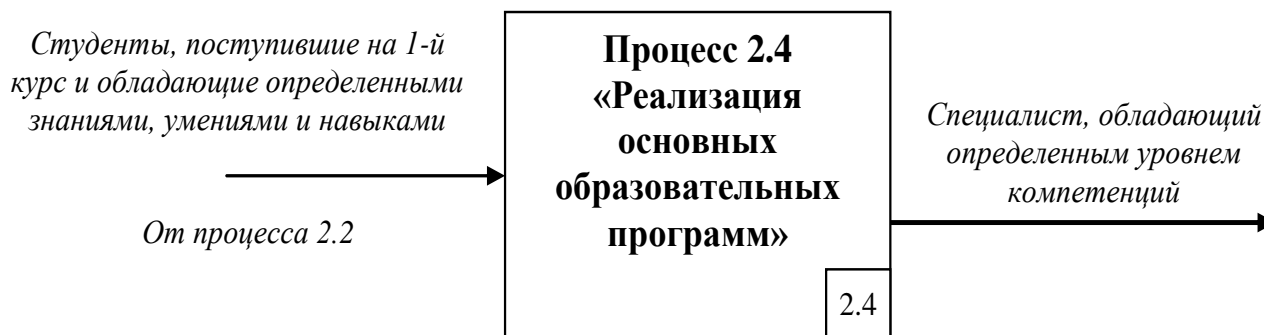 Студенты, поступившие на 1-й
курс и обладающие определенными
знаниями, умениями и навыками
От процесса 2.2
Процесс 2.4
«Реализация
основных
образовательных
программ»
2.4
Специалист, обладающий
определенным уровнем
компетенций